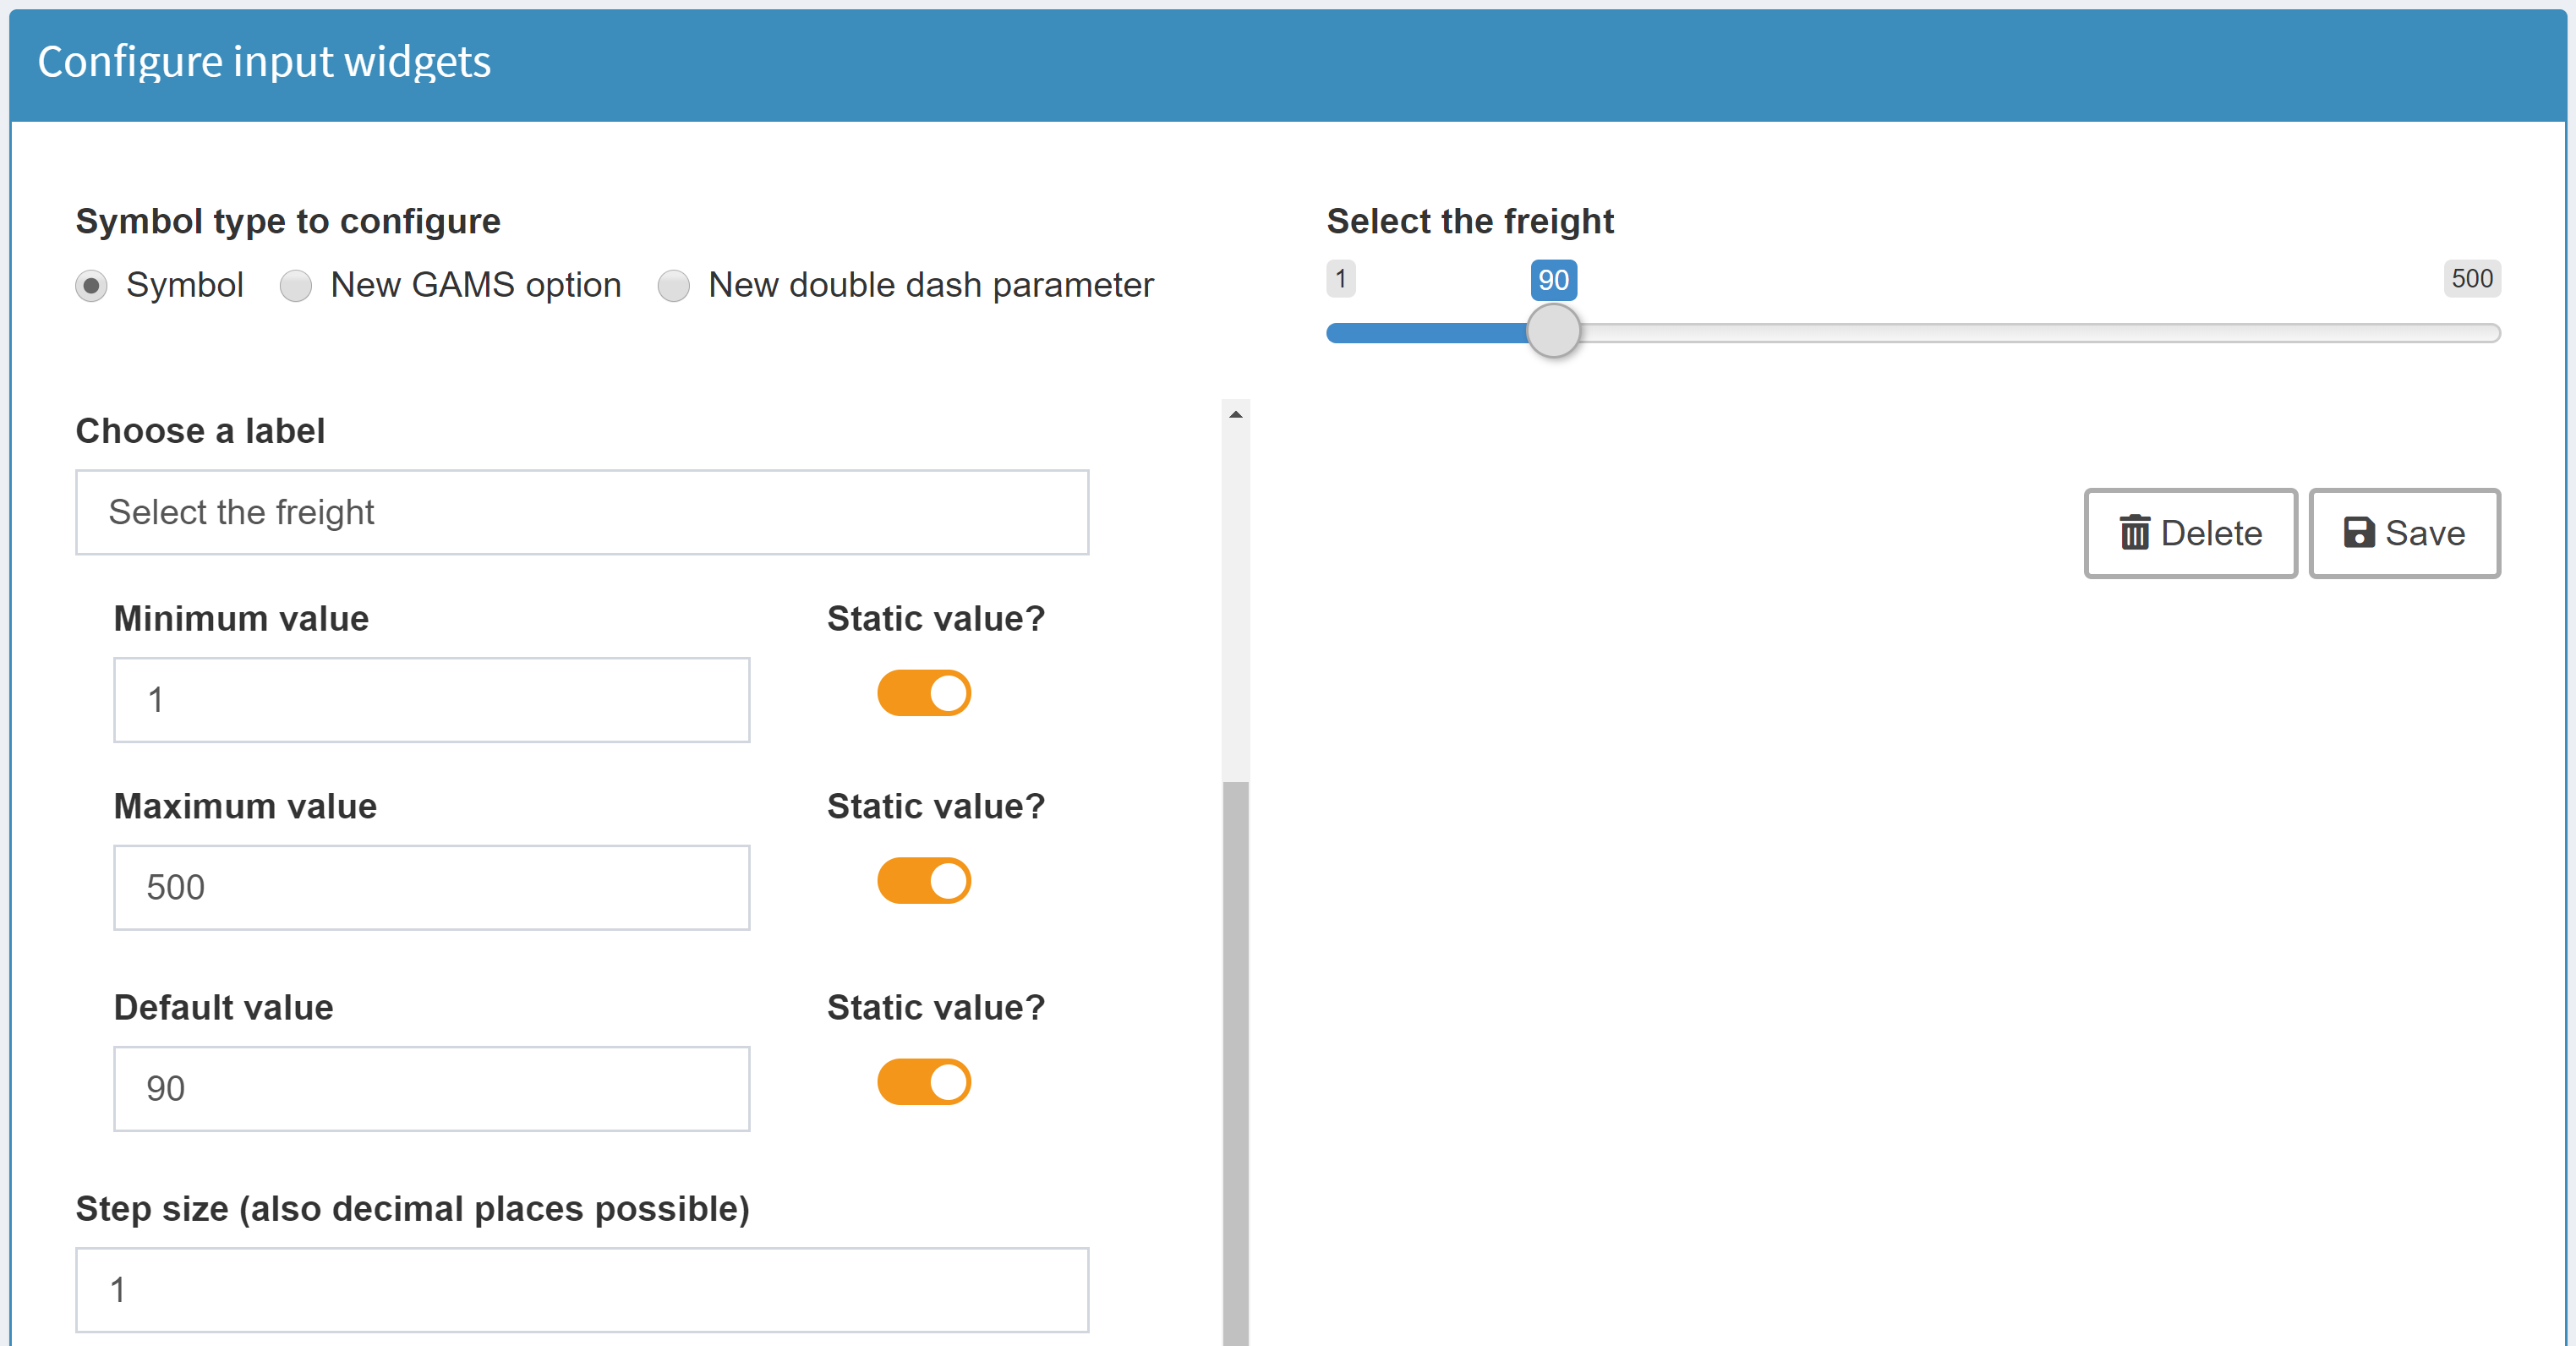 Configure input widgets
Symbol type to configure
Symbol New GAMS option New double dash parameter
Select the freight
1 90 500
Choose a label
Select the freight
Delete Save
Minimum value Static value?
1
Maximum value Static value?
500
Default value Static value?
90
Step size (also decimal places possible)
1